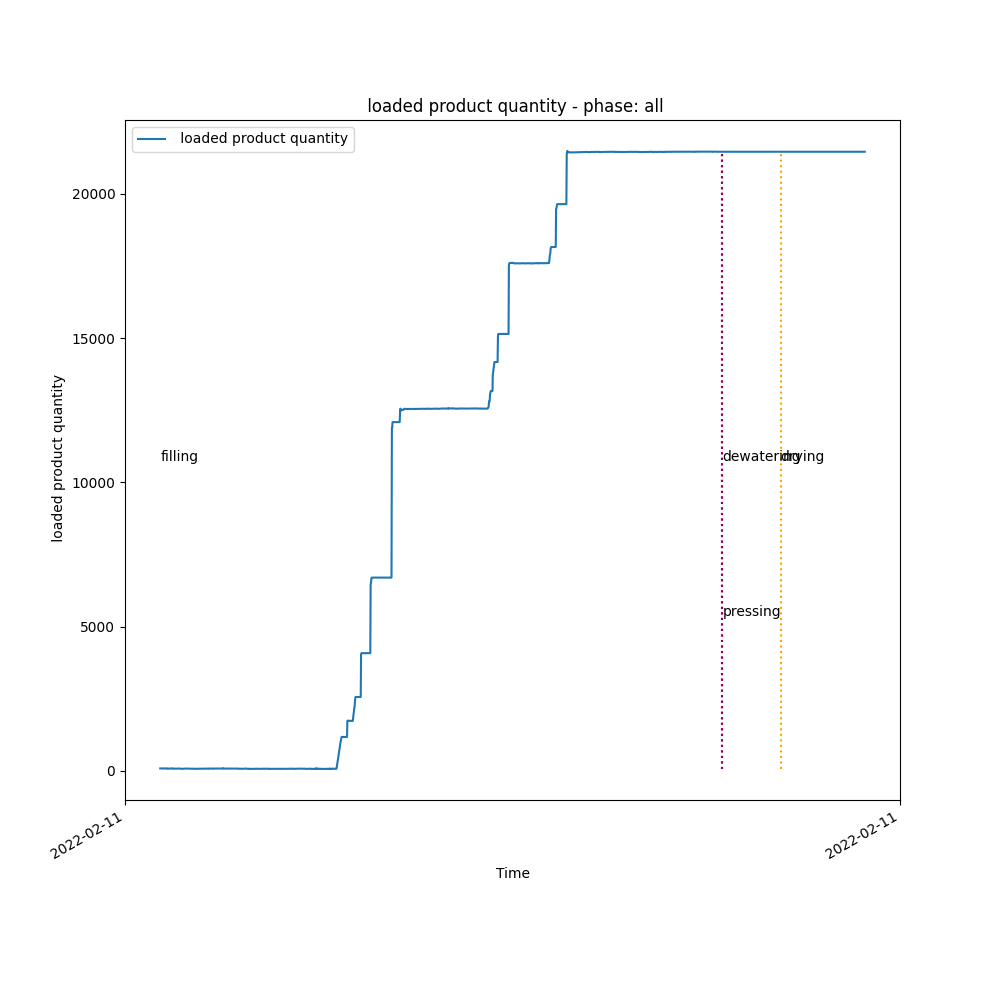 loaded product quantity - phase: all
loaded product quantity
20000
15000
10000
5000
0
loaded product quantity
filling
dewatering
drying
pressing
2022-02-11
2022-02-11
Time